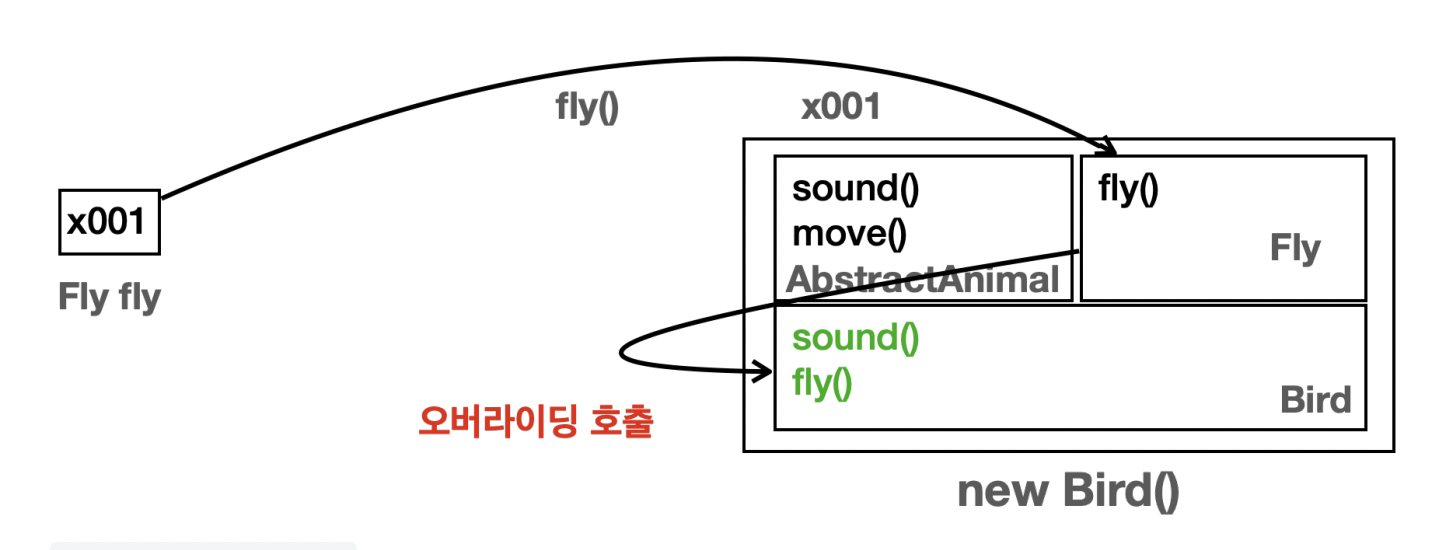 fly()
x001
x001
Fly fly
sound()
move()
AbstractAnimal
fly()
Fly
sound()
fly()
Bird
오버라이딩 호출
new Bird()